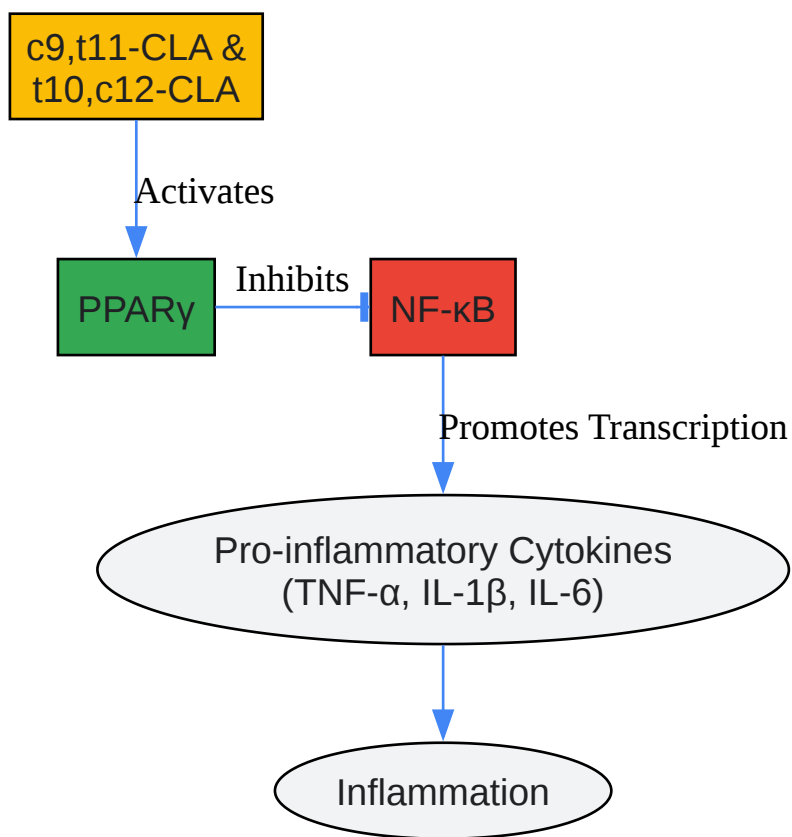 c9,t11-CLA &
t10,c12-CLA
Activates
PPARγ
Inhibits
NF-κB
Promotes Transcription
Pro-inflammatory Cytokines
(TNF-α, IL-1β, IL-6)
Inflammation